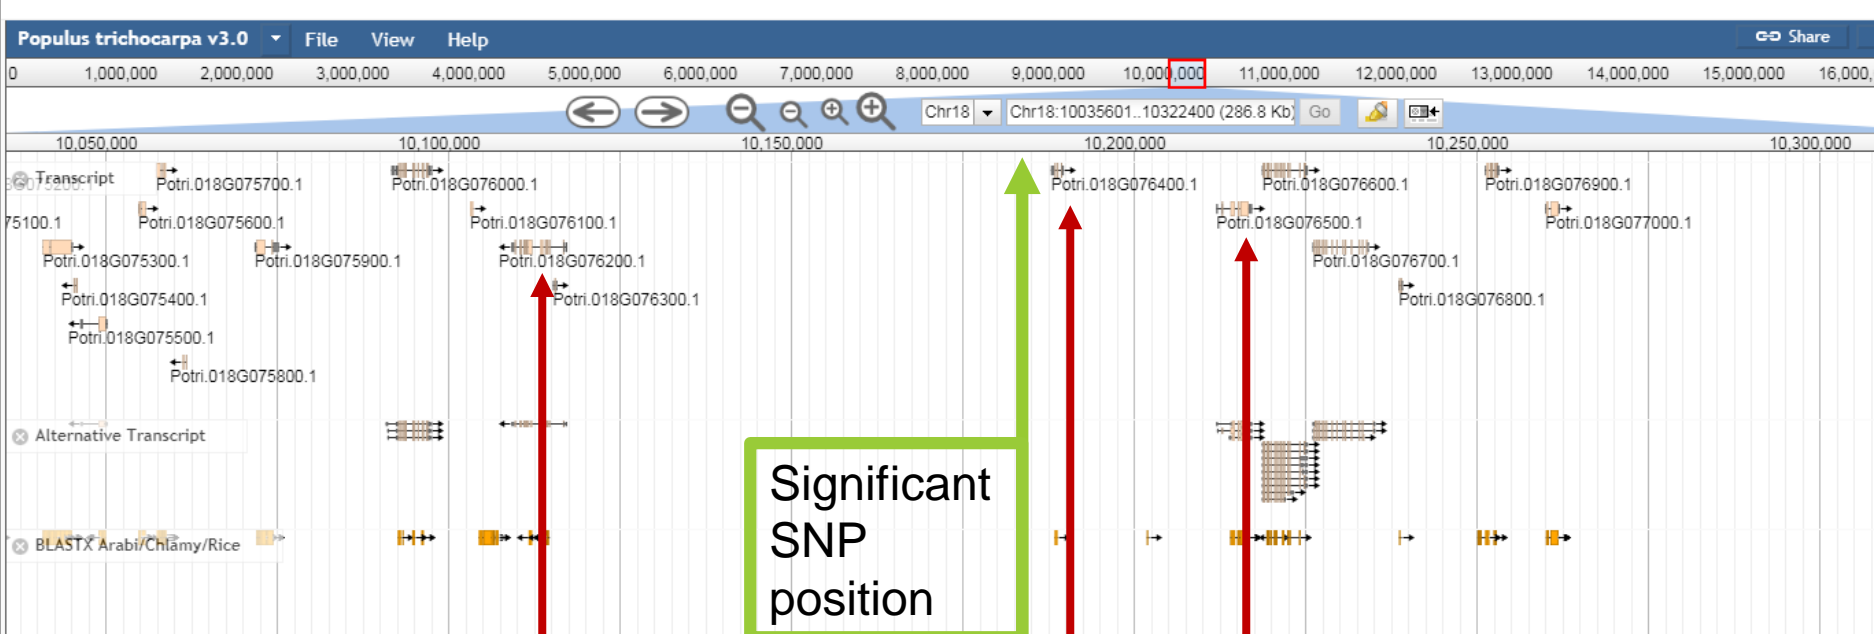 Populus trichocarpa v3.0 File View Help Share
0 1,000,000 2,000,000 3,000,000 4,000,000 5,000,000 6,000,000 7,000,000 8,000,000 9,000,000 10,000,000 11,000,000 12,000,000 13,000,000 14,000,000 15,000,000 16,000,
Chr18 Chr18:10035601..10322400 (286.8 Kb) Go
10,050,000 10,100,000 10,150,000 10,200,000 10,250,000 10,300,000
Transcript Potri.018G075700.1 Potri.018G076000.1 Potri.018G076400.1 Potri.018G076600.1 Potri.018G076900.1
75100.1 Potri.018G075600.1 Potri.018G076100.1 Potri.018G076500.1 Potri.018G077000.1
Potri.018G075300.1 Potri.018G075900.1 Potri.018G076200.1 Potri.018G076700.1
Potri.018G075400.1 Potri.018G076300.1 Potri.018G076800.1
Potri.018G075500.1
Potri.018G075800.1
Alternative Transcript
Significant
SNP
position
BLASTX Arabi/Chlamy/Rice